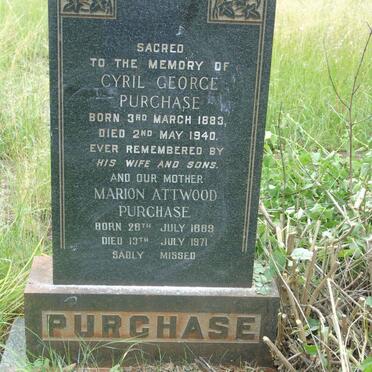 SACRED
TO THE MEMORY OF
CYRIL GEORGE
PURCHASE
BORN 3RD MARCH 1883,
DIED 2ND MAY 1940.
EVER REMEMBERED BY
HIS WIFE AND SONS.
AND OUR MOTHER
MARION ATTWOOD
PURCHASE
BORN 28TH JULY 1889
DIED 13TH JULY 1971
SADLY MISSED
PURCHASE